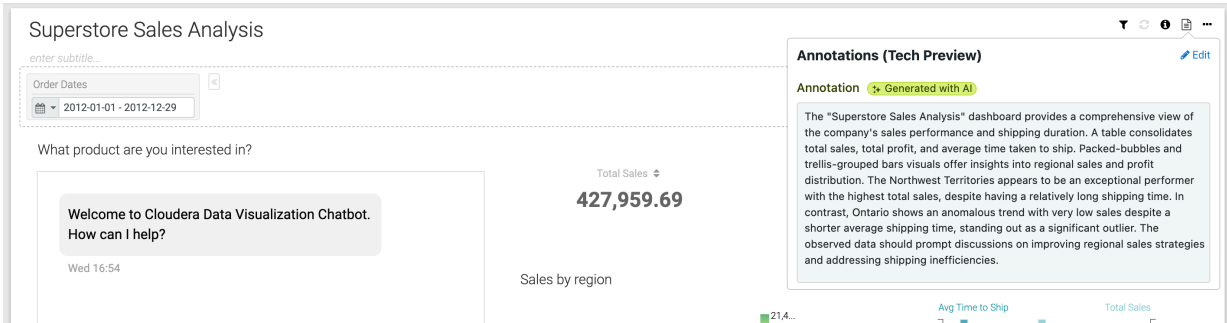 Superstore Sales Analysis
enter subtitle...
Order Dates
2012-01-01 - 2012-12-29
What product are you interested in?
Welcome to Cloudera Data Visualization Chatbot.
How can I help?
Wed 16:54
Total Sales
427,959.69
Sales by region
21,4...
Annotations (Tech Preview)
Edit
Annotation
Generated with AI
The "Superstore Sales Analysis" dashboard provides a comprehensive view of
the company's sales performance and shipping duration. A table consolidates
total sales, total profit, and average time taken to ship. Packed-bubbles and
trellis-grouped bars visuals offer insights into regional sales and profit
distribution. The Northwest Territories appears to be an exceptional performer
with the highest total sales, despite having a relatively long shipping time. In
contrast, Ontario shows an anomalous trend with very low sales despite a
shorter average shipping time, standing out as a significant outlier. The
observed data should prompt discussions on improving regional sales strategies
and addressing shipping inefficiencies.
Avg Time to Ship
Total Sales